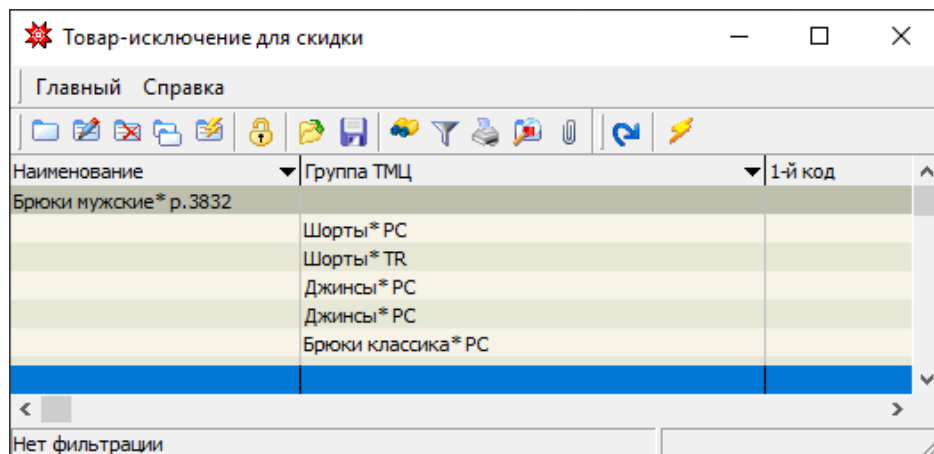 Товар-исключение для скидки
Главный Справка
Наименование Группа ТМЦ 1-й код
Брюки мужские* р.3832
Шорты* РС
Шорты* TR
Джинсы* РС
Джинсы* РС
Брюки классика* РС
Нет фильтрации